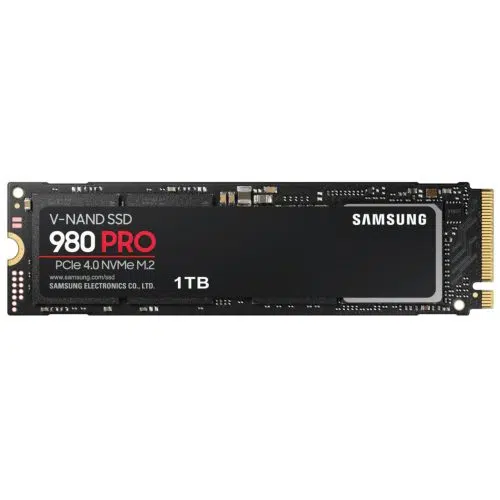 V-NAND SSD
980 PRO
PCIe 4.0 NVMe M.2
www.samsung.com/ssd
SAMSUNG ELECTRONICS CO., LTD.
1TB
SAMSUNG